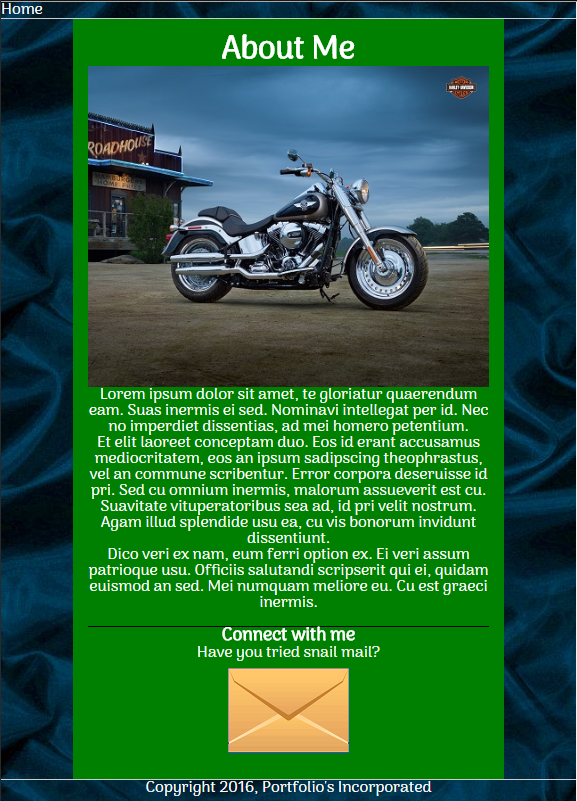 Home
About Me
HARLEY-DAVIDSON
ROADHOUSE
Lorem ipsum dolor sit amet, te gloriatur quaerendum
eam. Suas inermis ei sed. Nominavi intellegat per id. Nec
no imperdiet dissentias, ad mei homero petentium.
Et elit laoreet conceptam duo. Eos id erant accusamus
mediocritatem, eos an ipsum sadipscing theophrastus,
vel an commune scribentur. Error corpora deseruisse id
pri. Sed cu omnium inermis, malorum assueverit est cu.
Suavitate vituperatoribus sea ad, id pri velit nostrum.
Agam illud splendide usu ea, cu vis bonorum invidunt
dissentiunt.
Dico veri ex nam, eum ferri option ex. Ei veri assum
patrioque usu. Officiis salutandi scripserit qui ei, quidam
euismod an sed. Mei numquam meliore eu. Cu est graeci
inermis.
Connect with me
Have you tried snail mail?
Copyright 2016, Portfolio's Incorporated